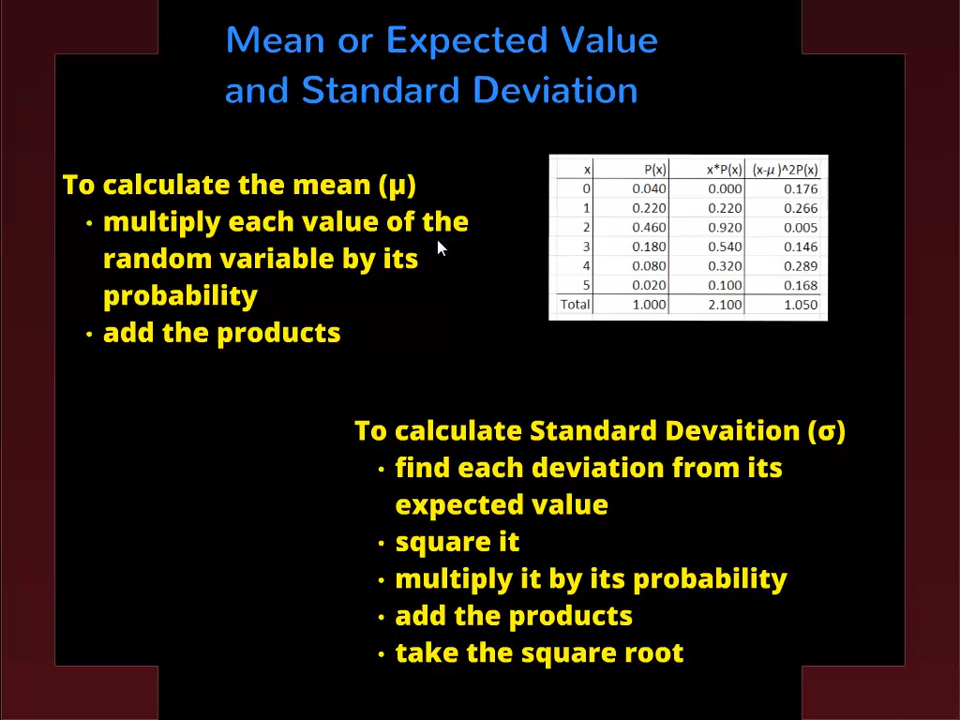 Mean or Expected Value
and Standard Deviation
To calculate the mean (μ)
• multiply each value of the
random variable by its
probability
• add the products
x P(x) x*P(x) (x-μ)^2P(x)
0 0.040 0.000 0.176
1 0.220 0.220 0.266
2 0.460 0.920 0.005
3 0.180 0.540 0.146
4 0.080 0.320 0.289
5 0.020 0.100 0.168
Total 1.000 2.100 1.050
To calculate Standard Devaition (σ)
• find each deviation from its
expected value
• square it
• multiply it by its probability
• add the products
• take the square root